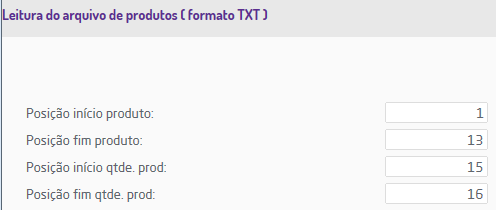 Leitura do arquivo de produtos ( formato TXT )
Posição início produto: 1
Posição fim produto: 13
Posição início qtde. prod: 15
Posição fim qtde. prod: 16